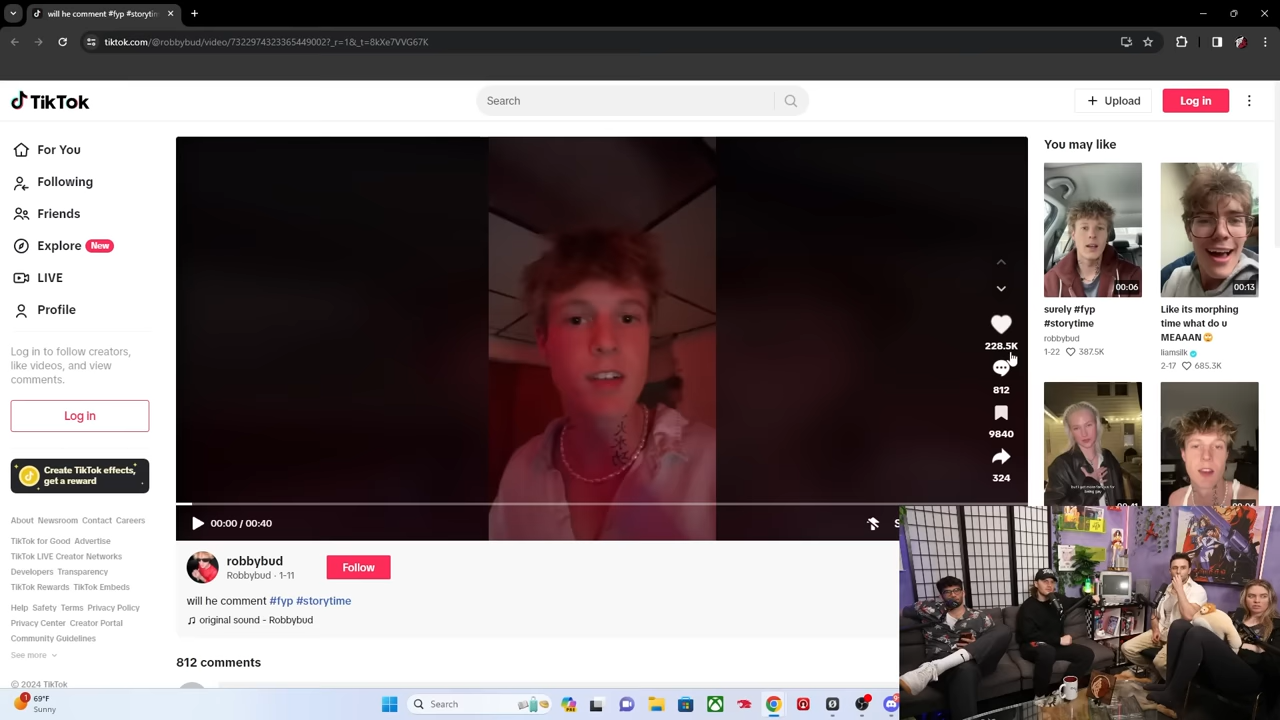 will he comment #fyp #storytin
tiktok.com/@robbybud/video/7322974323365449002?_r=1&_t=8kXe7VVG67K
TikTok
Search
Upload
Log in
For You
Following
Friends
Explore New
LIVE
Profile
Log in to follow creators,
like videos, and view
comments.
Log in
Create TikTok effects,
get a reward
About Newsroom Contact Careers
TikTok for Good Advertise
TikTok LIVE Creator Networks
Developers Transparency
TikTok Rewards TikTok Embeds
Help Safety Terms Privacy Policy
Privacy Center Creator Portal
Community Guidelines
See more
© 2024 TikTok
228.5K
812
9840
324
00:00 / 00:40
robbybud
Robbybud · 1-11
Follow
will he comment #fyp #storytime
original sound - Robbybud
812 comments
You may like
00:06
surely #fyp
#storytime
robbybud
1-22 387.5K
00:13
Like its morphing
time what do u
MEAAAN
liamsilk
2-17 685.3K
69°F
Sunny
Search